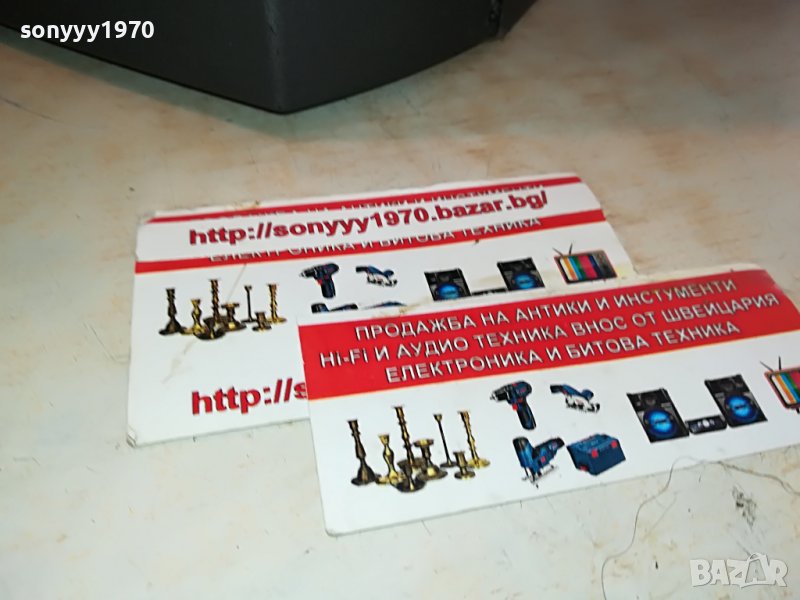 sonyyy1970
http://sonyyy1970.bazar.bg/
ЕЛЕКТРОНИКА И БИТОВА ТЕХНИКА
http://s
ПРОДАЖБА НА АНТИКИ И ИНСТУМЕНТИ
Hi-Fi И АУДИО ТЕХНИКА ВНОС ОТ ШВЕЙЦАРИЯ
ЕЛЕКТРОНИКА И БИТОВА ТЕХНИКА
BAZAR